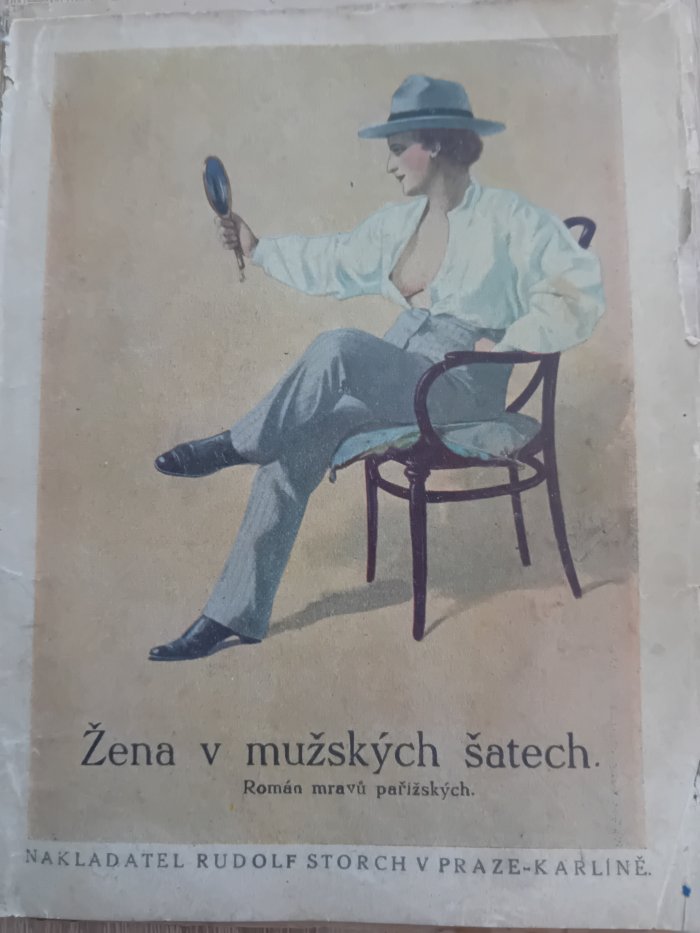 Žena v mužských šatech.
Román mravů pařížských.
NAKLADATEL RUDOLF STORCH V PRAZE-KARLÍNĚ.